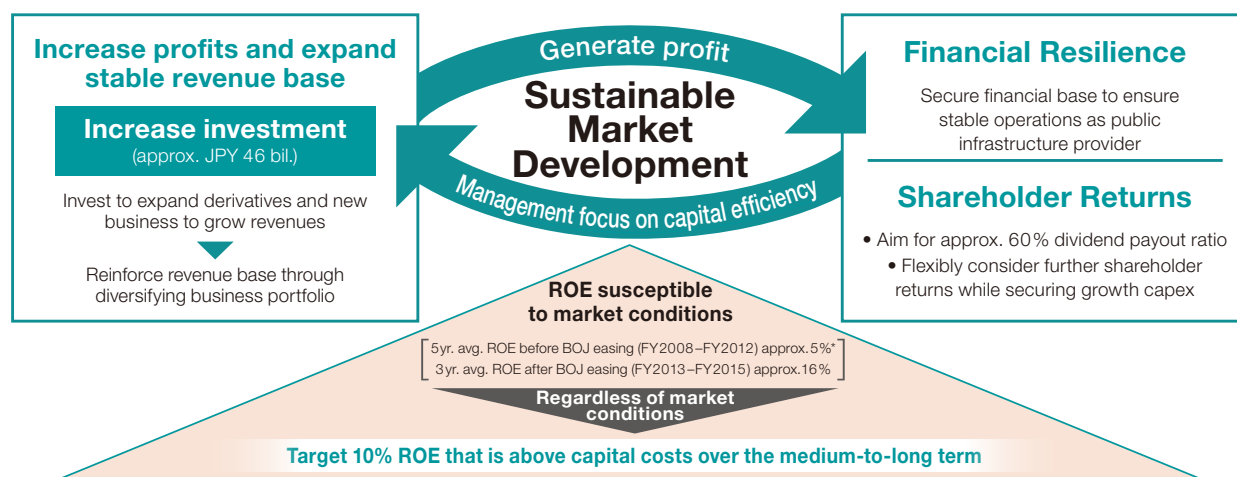 Increase profits and expand
stable revenue base
Increase investment
(approx. JPY 46 bil.)
Invest to expand derivatives and new
business to grow revenues
Reinforce revenue base through
diversifying business portfolio
Generate profit
Sustainable
Market
Development
Management focus on capital efficiency
Financial Resilience
Secure financial base to ensure
stable operations as public
infrastructure provider
Shareholder Returns
• Aim for approx. 60% dividend payout ratio
• Flexibly consider further shareholder
returns while securing growth capex
ROE susceptible
to market conditions
5yr. avg. ROE before BOJ easing (FY2008–FY2012) approx.5%*
3yr. avg. ROE after BOJ easing (FY2013–FY2015) approx.16%
Regardless of market
conditions
Target 10% ROE that is above capital costs over the medium-to-long term